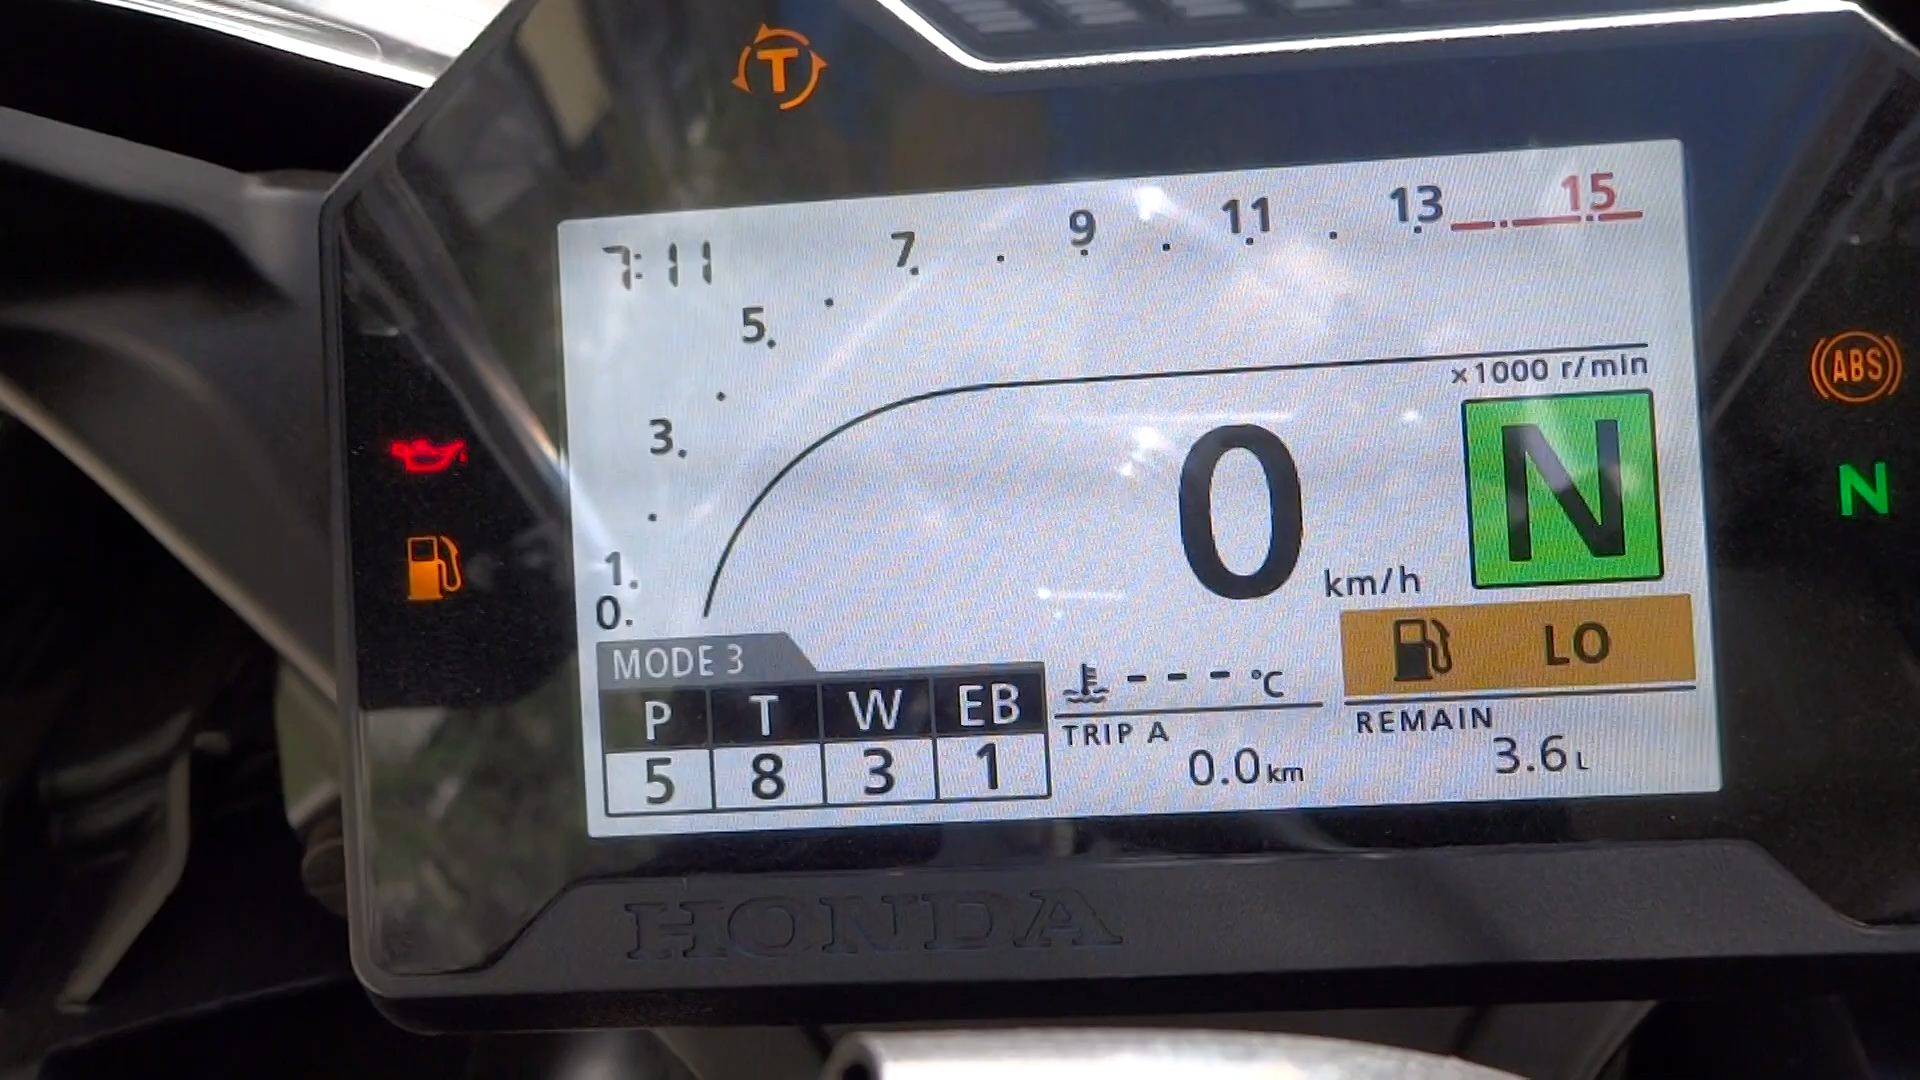 T
7:11
0. 1. 3. 5. 7. 9 11 13 15
×1000 r/min
ABS
N
0 km/h
N
LO
MODE 3
P T W EB
5 8 3 1
--- °C
TRIP A
0.0 km
REMAIN
3.6 L
HONDA